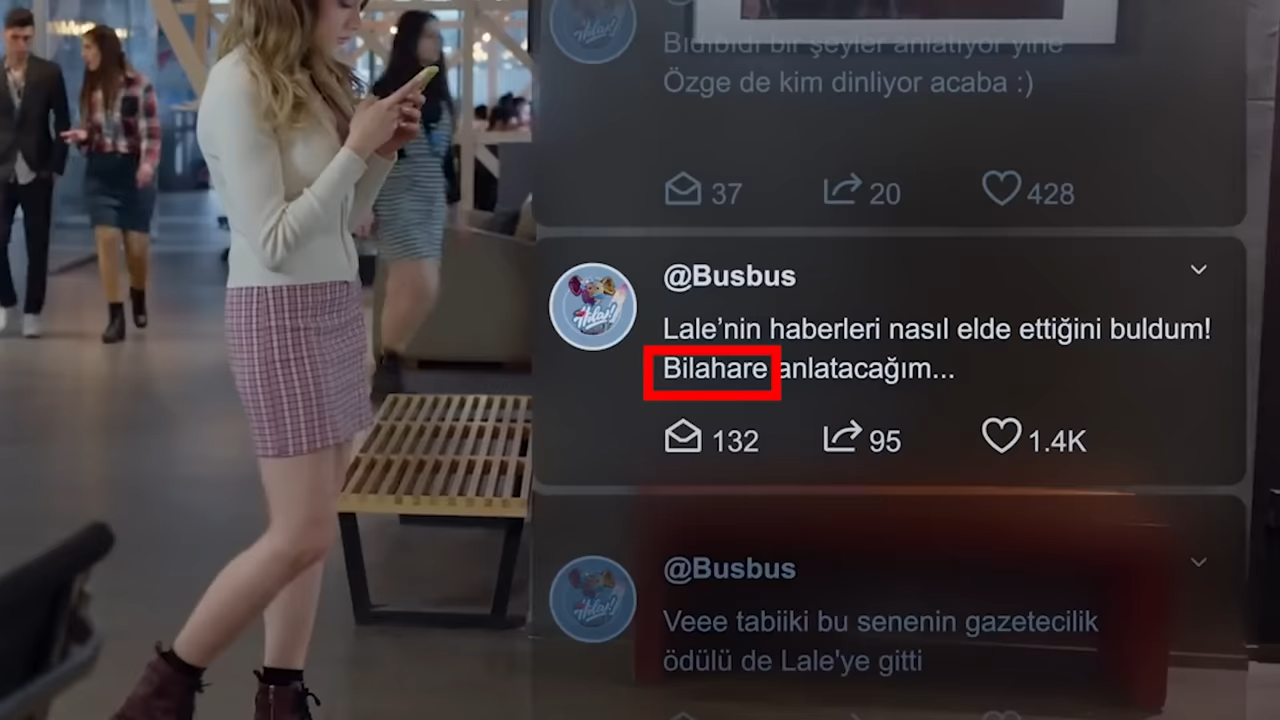 Bıdıbıdı bir şeyler anlatıyor yine
Özge de kim dinliyor acaba :)
37 20 428
@Busbus
Lale’nin haberleri nasıl elde ettiğini buldum!
Bilahare anlatacağım...
132 95 1.4K
@Busbus
Veee tabiiki bu senenin gazetecilik
ödülü de Lale'ye gitti